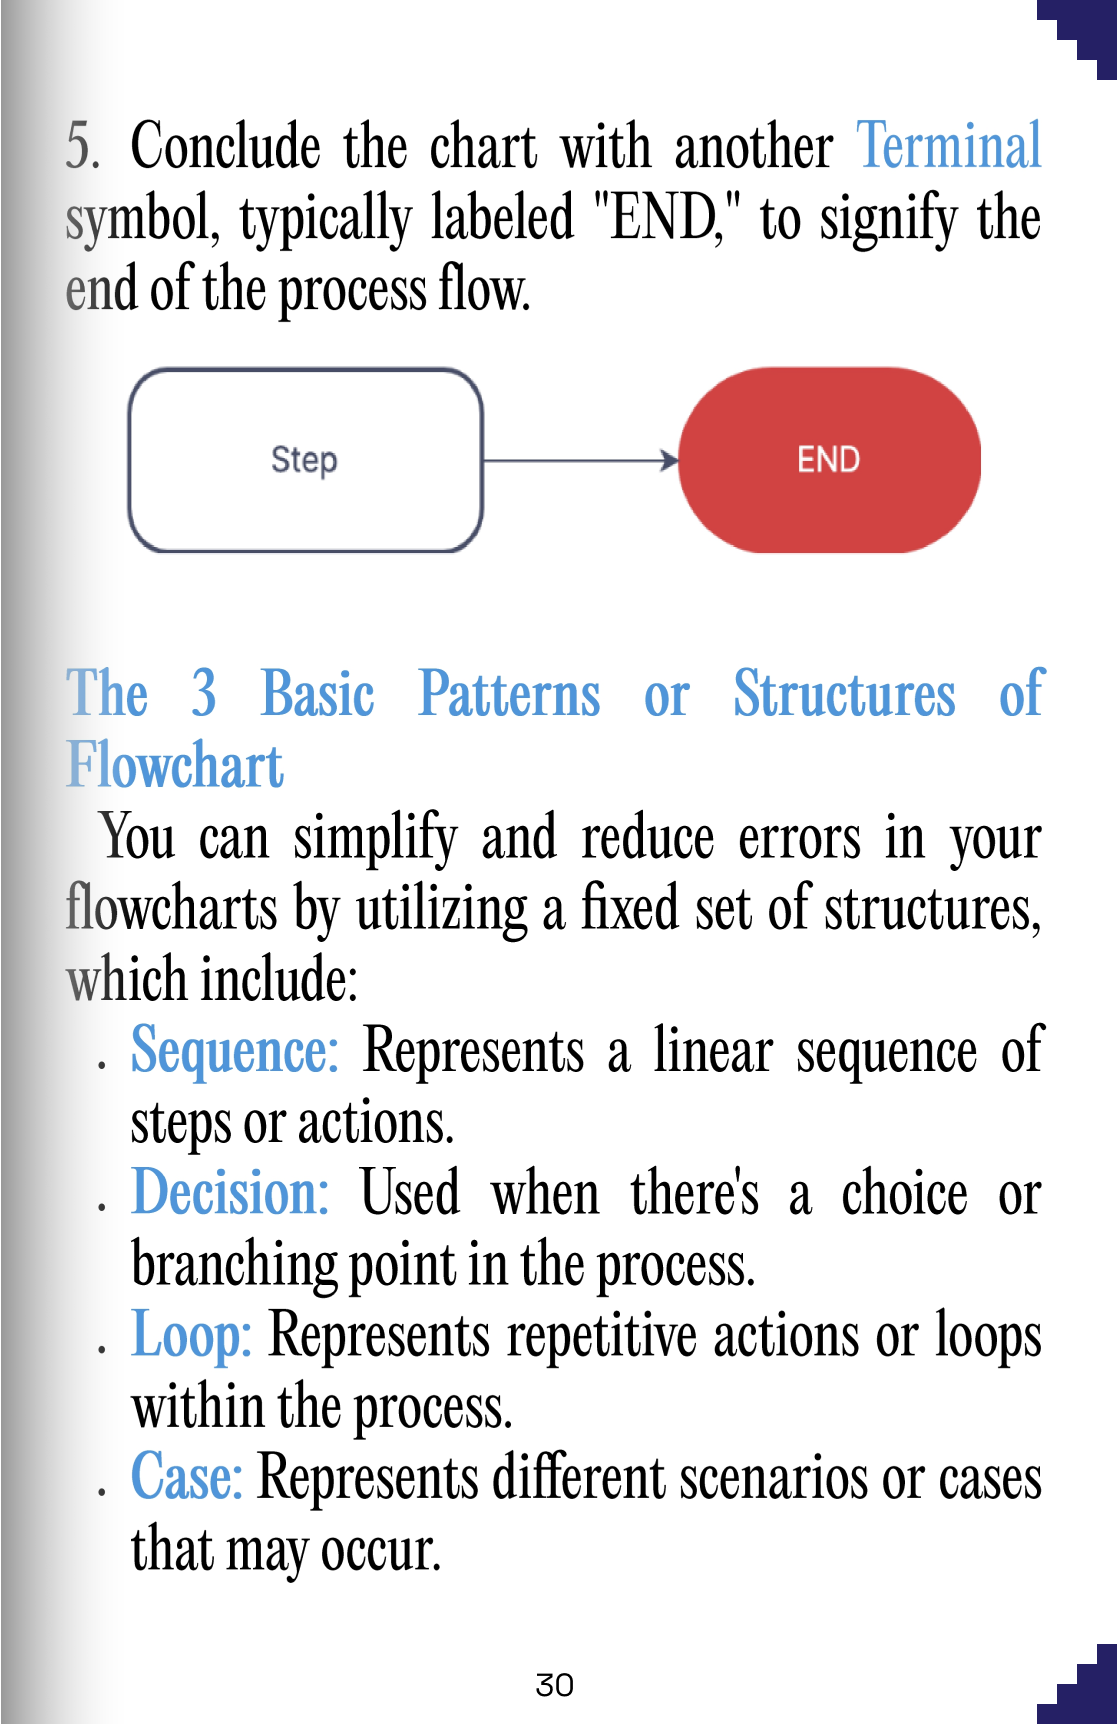 5. Conclude the chart with another Terminal
symbol, typically labeled "END," to signify the
end of the process flow.
Step
END
The 3 Basic Patterns or Structures of
Flowchart
You can simplify and reduce errors in your
flowcharts by utilizing a fixed set of structures,
which include:
. Sequence: Represents a linear sequence of
steps or actions.
. Decision: Used when there's a choice or
branching point in the process.
. Loop: Represents repetitive actions or loops
within the process.
. Case: Represents different scenarios or cases
that may occur.
30